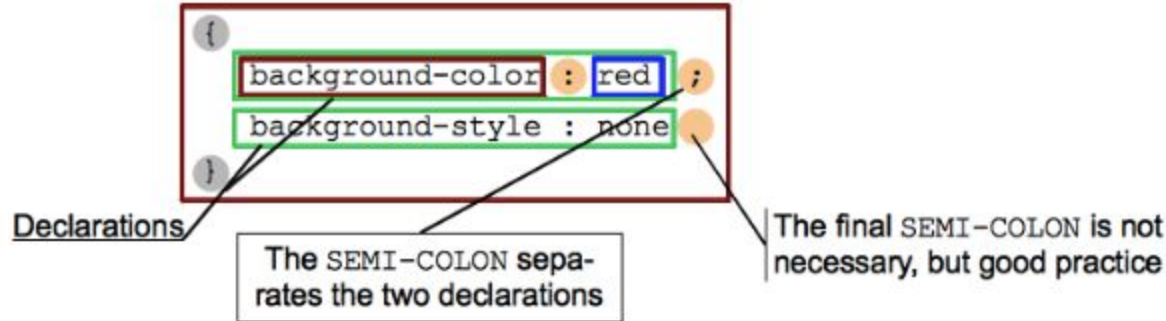 {
background-color : red ;
background-style : none
}
Declarations
The SEMI-COLON sepa-
rates the two declarations
The final SEMI-COLON is not
necessary, but good practice